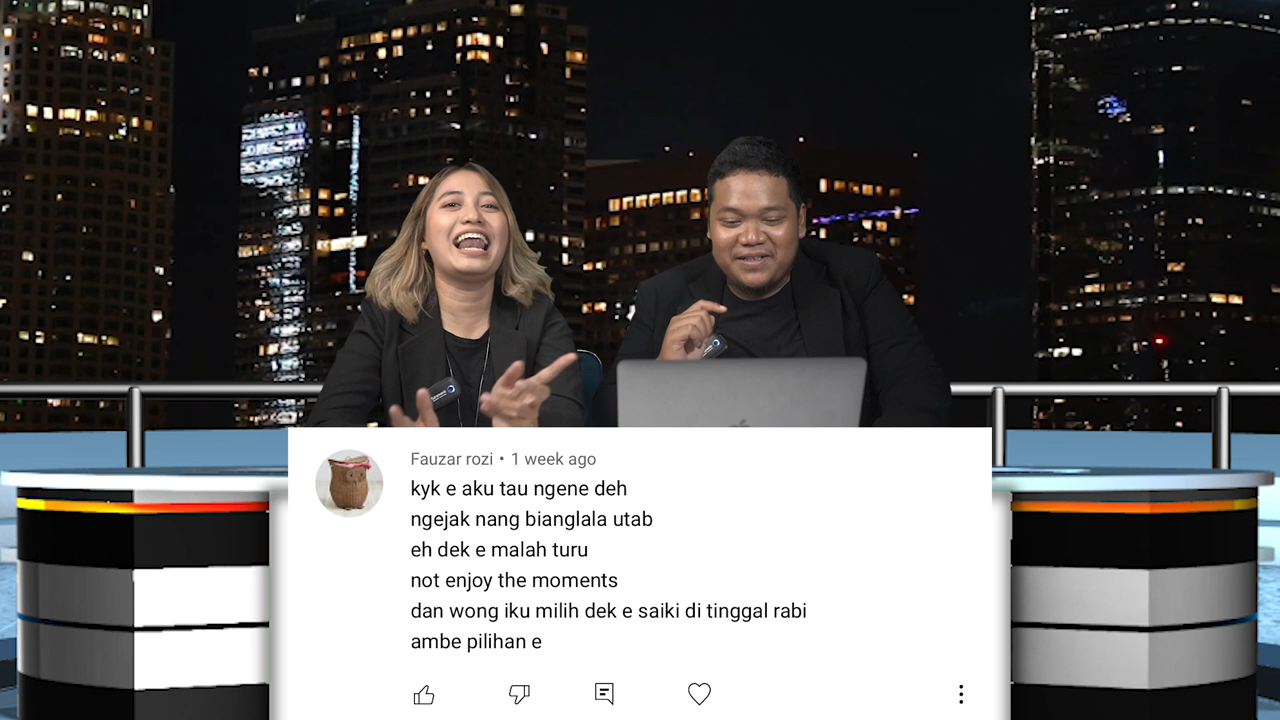 Fauzar rozi • 1 week ago
kyk e aku tau ngene deh
ngejak nang bianglala utab
eh dek e malah turu
not enjoy the moments
dan wong iku milih dek e saiki di tinggal rabi
ambe pilihan e